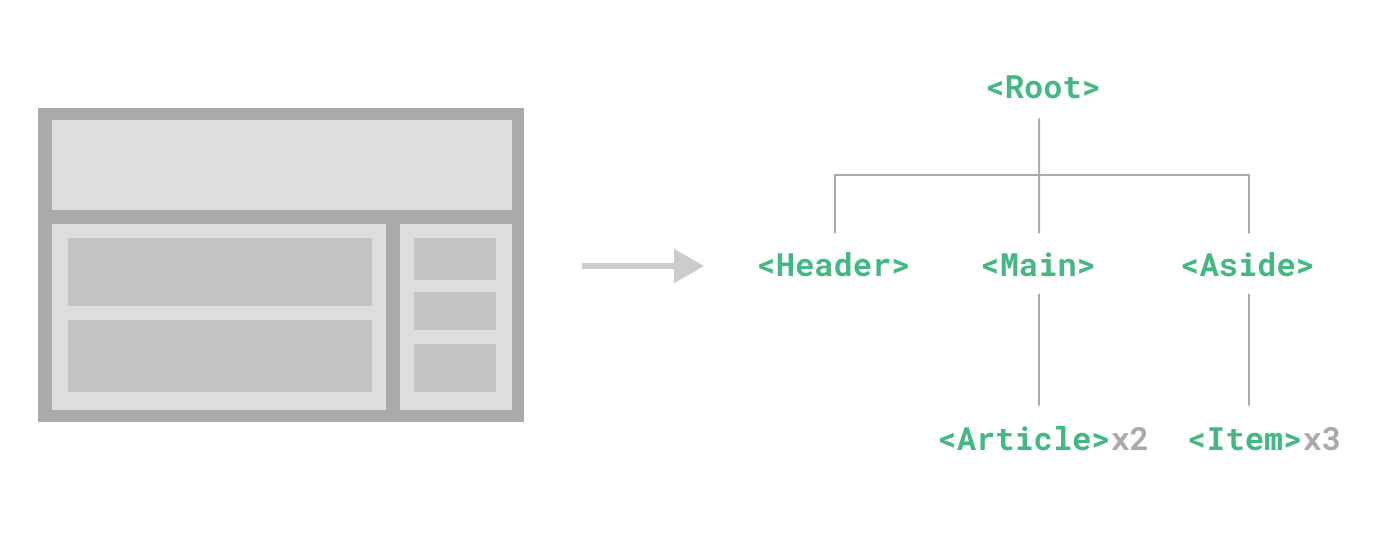 <Root>
<Header> <Main> <Aside>
<Article>x2 <Item>x3